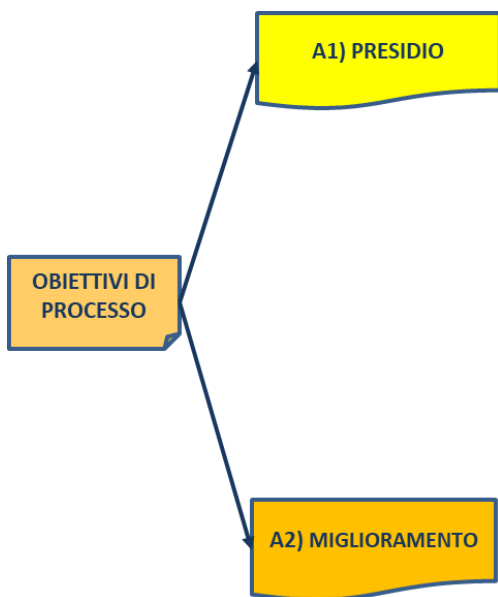 A1) PRESIDIO
OBIETTIVI DI
PROCESSO
A2) MIGLIORAMENTO